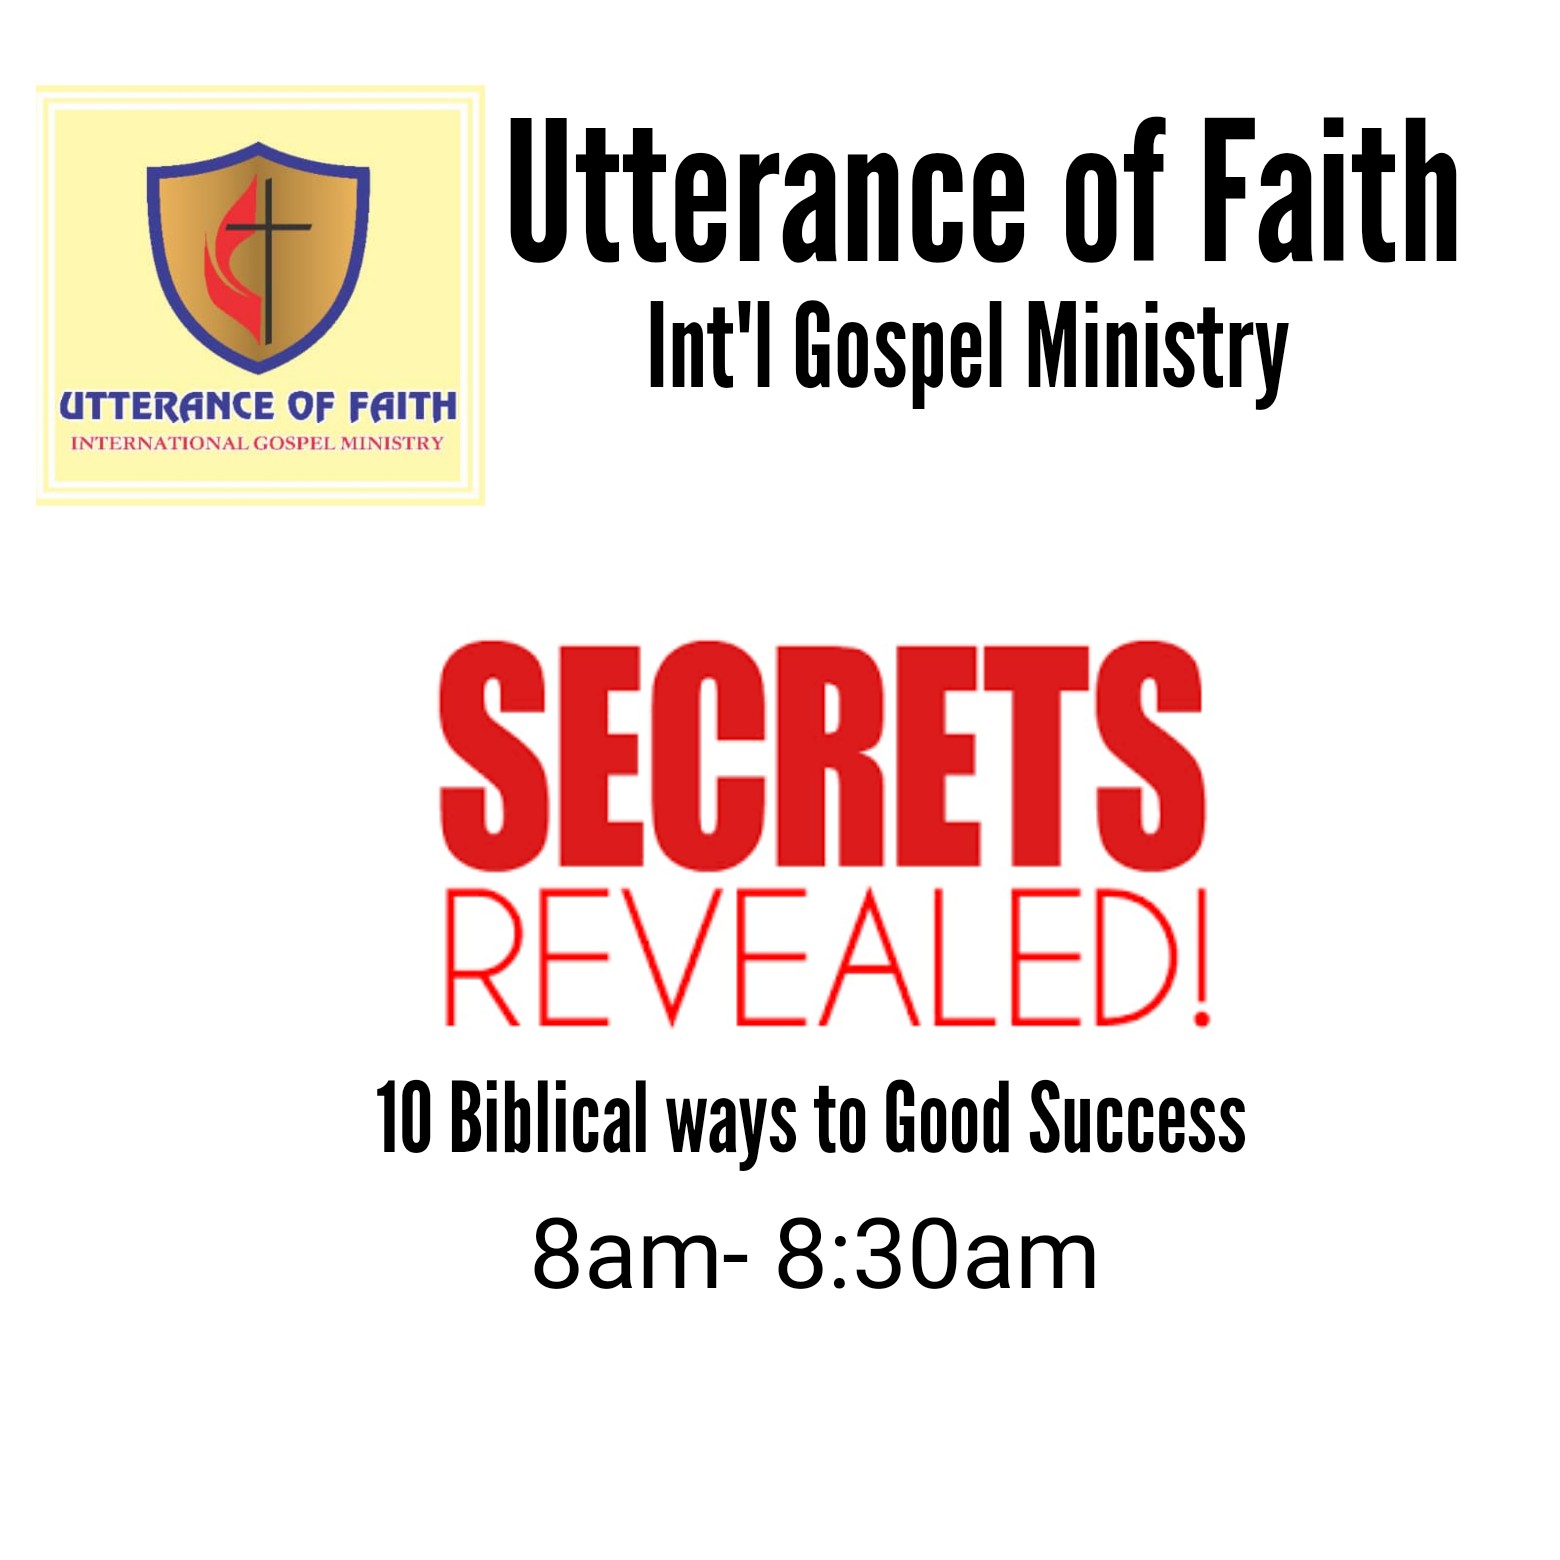 UTTERANCE OF FAITH
INTERNATIONAL GOSPEL MINISTRY
Utterance of Faith
Int'l Gospel Ministry
SECRETS
REVEALED!
10 Biblical ways to Good Success
8am- 8:30am